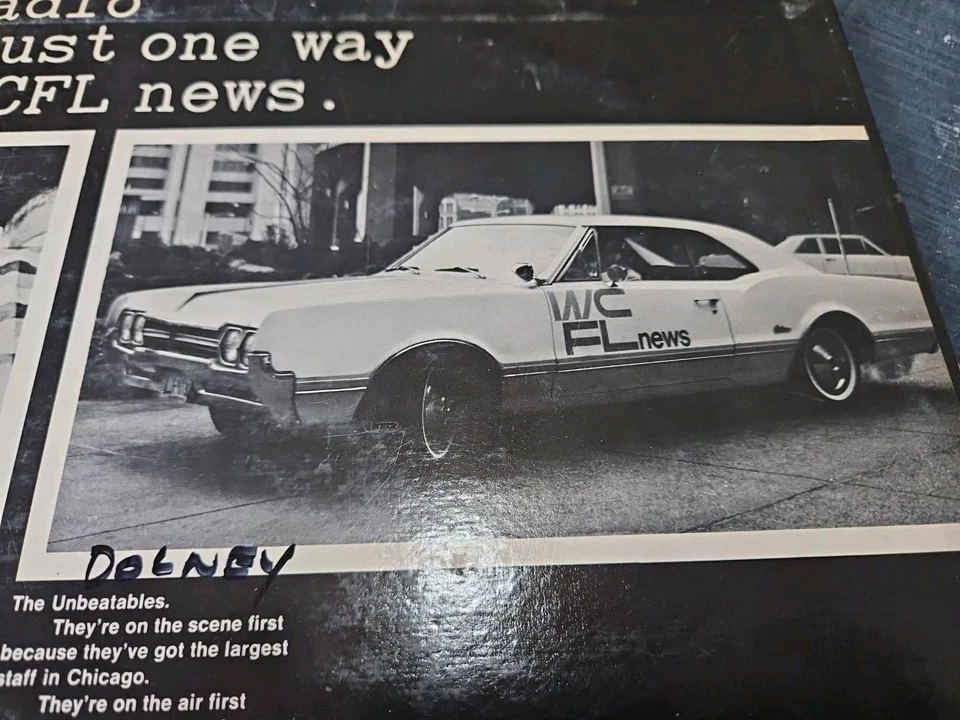 adio
ust one way
CFL news.
WC
FL news
DOLNEY
The Unbeatables.
They're on the scene first
because they've got the largest
staff in Chicago.
They're on the air first